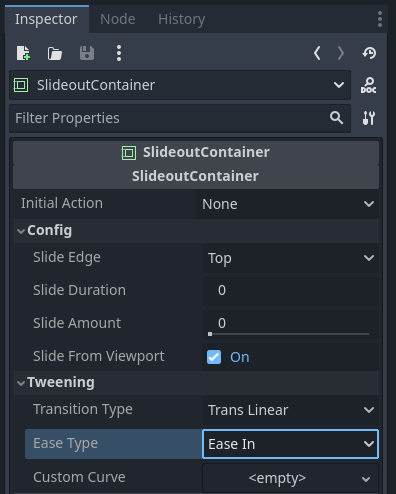 Inspector Node History
SlideoutContainer
DOC
Filter Properties
SlideoutContainer
SlideoutContainer
Initial Action None
Config
Slide Edge Top
Slide Duration 0
Slide Amount 0
Slide From Viewport On
Tweening
Transition Type Trans Linear
Ease Type Ease In
Custom Curve <empty>